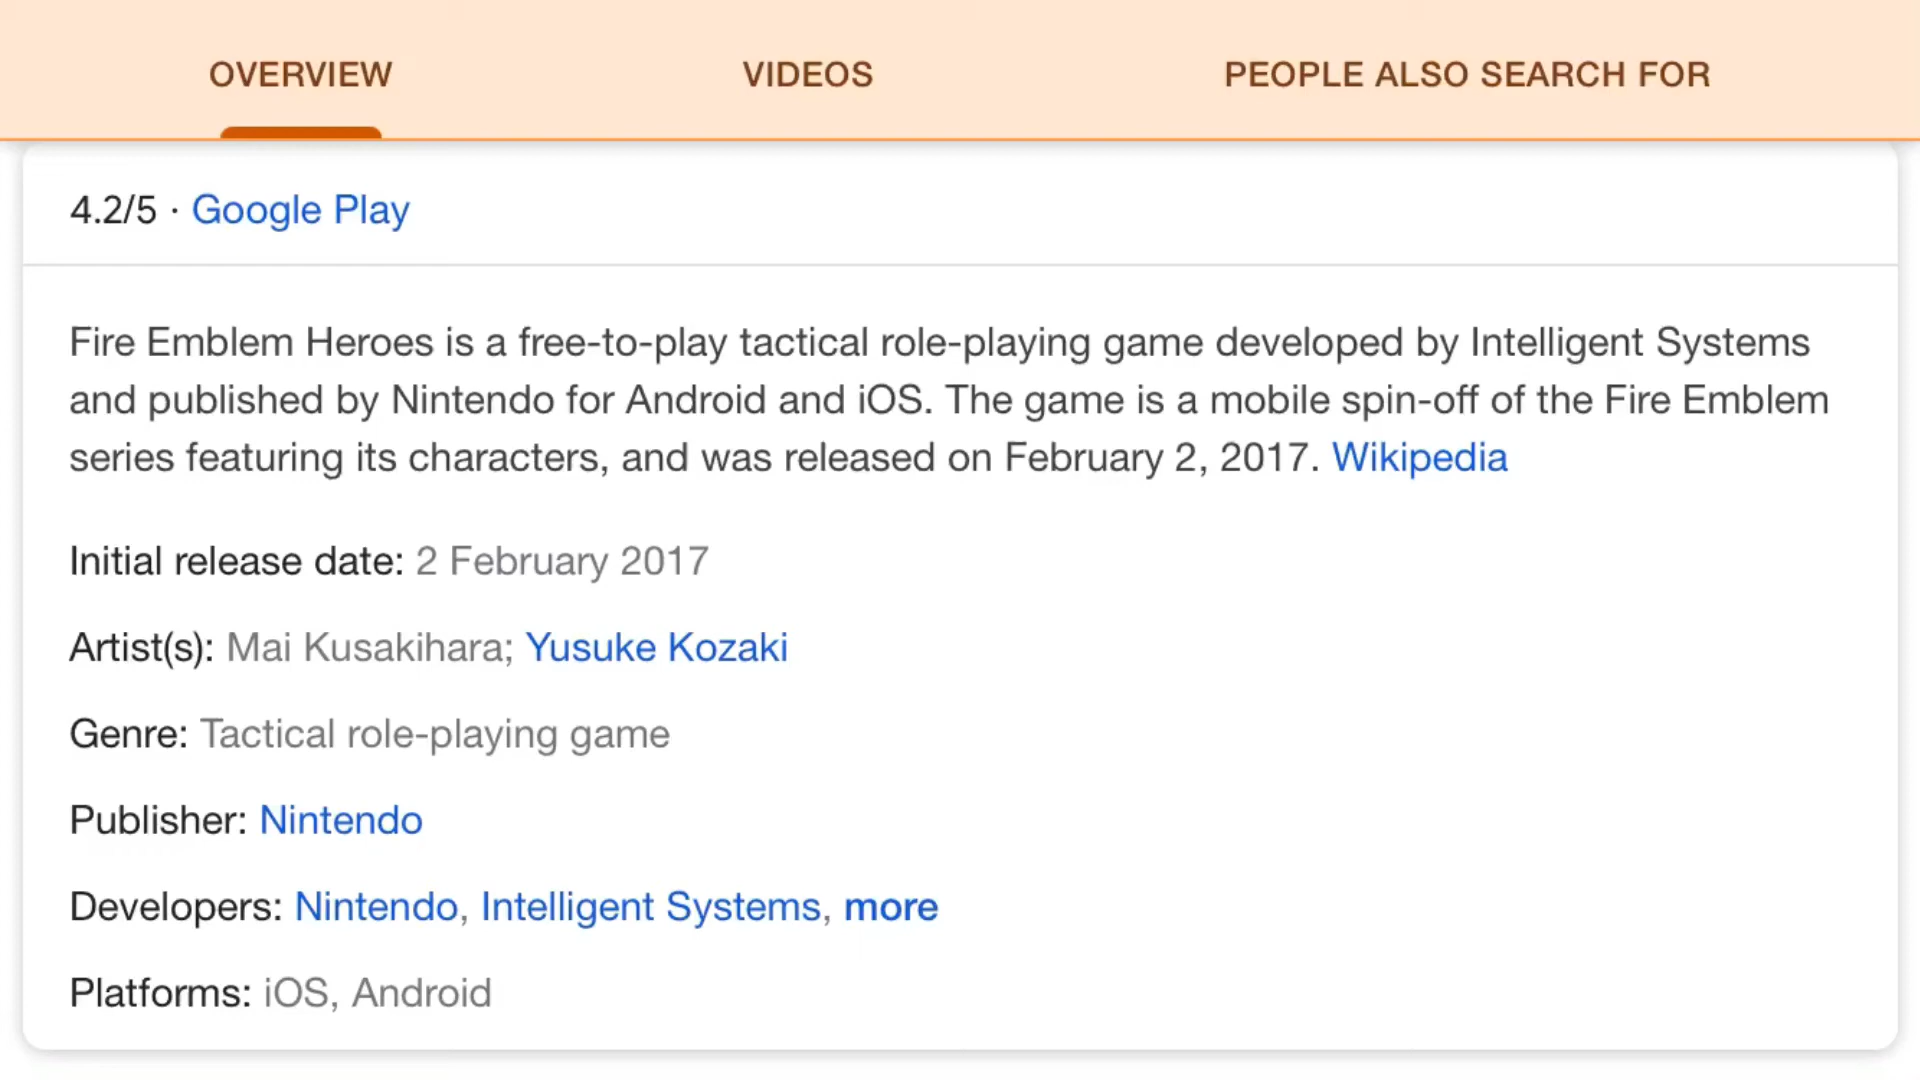 OVERVIEW VIDEOS PEOPLE ALSO SEARCH FOR
4.2/5 · Google Play
Fire Emblem Heroes is a free-to-play tactical role-playing game developed by Intelligent Systems
and published by Nintendo for Android and iOS. The game is a mobile spin-off of the Fire Emblem
series featuring its characters, and was released on February 2, 2017. Wikipedia
Initial release date: 2 February 2017
Artist(s): Mai Kusakihara; Yusuke Kozaki
Genre: Tactical role-playing game
Publisher: Nintendo
Developers: Nintendo, Intelligent Systems, more
Platforms: iOS, Android